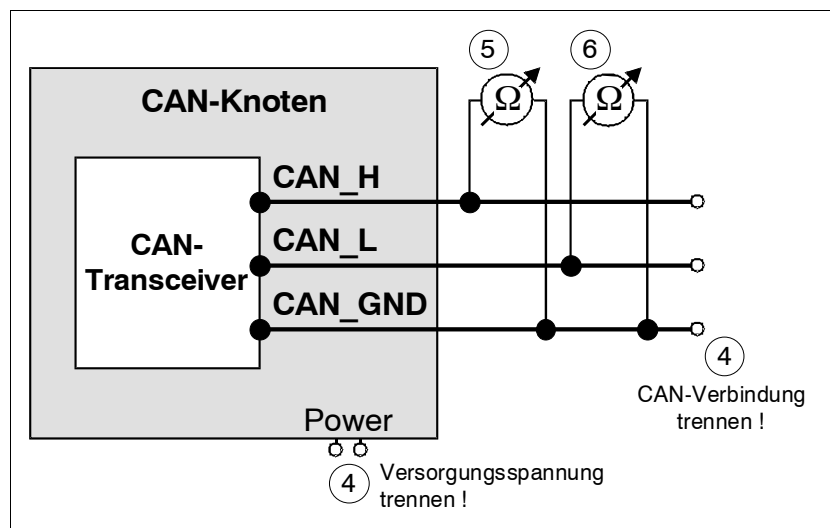 5
6
Ω
Ω
CAN-Knoten
CAN_H
CAN-
Transceiver
CAN_L
CAN_GND
4
CAN-Verbindung
trennen !
Power
4
Versorgungsspannung
trennen !